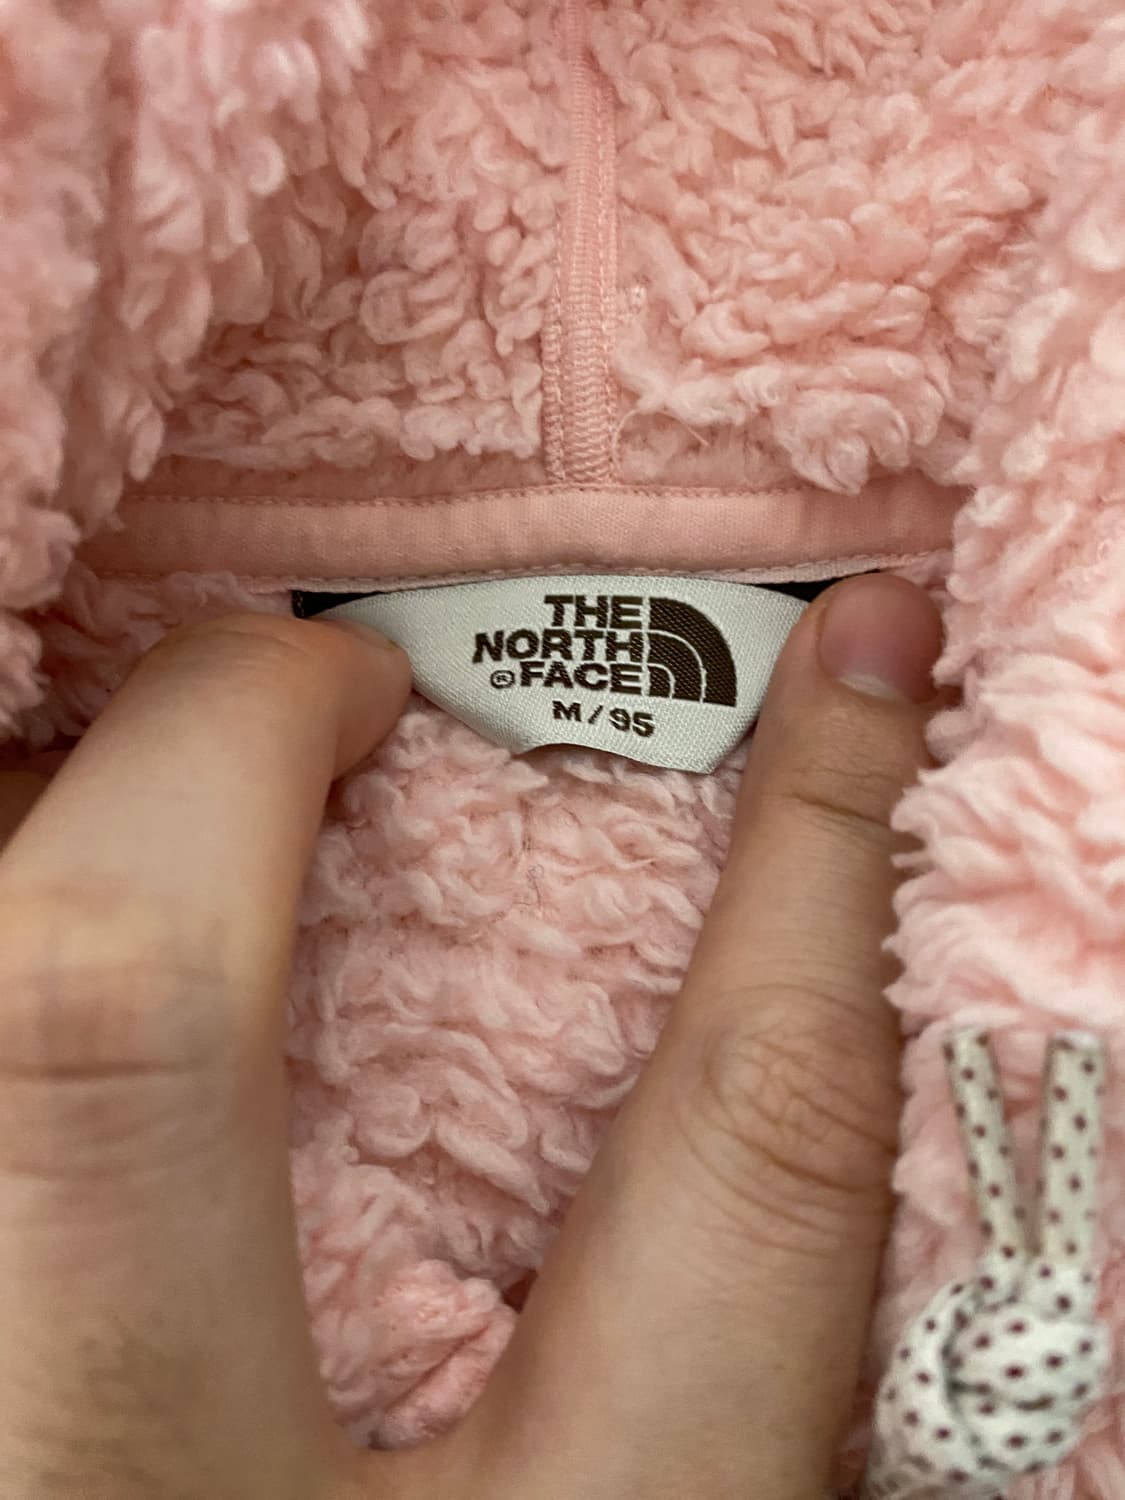 THE
NORTH
® FACE
M / 95